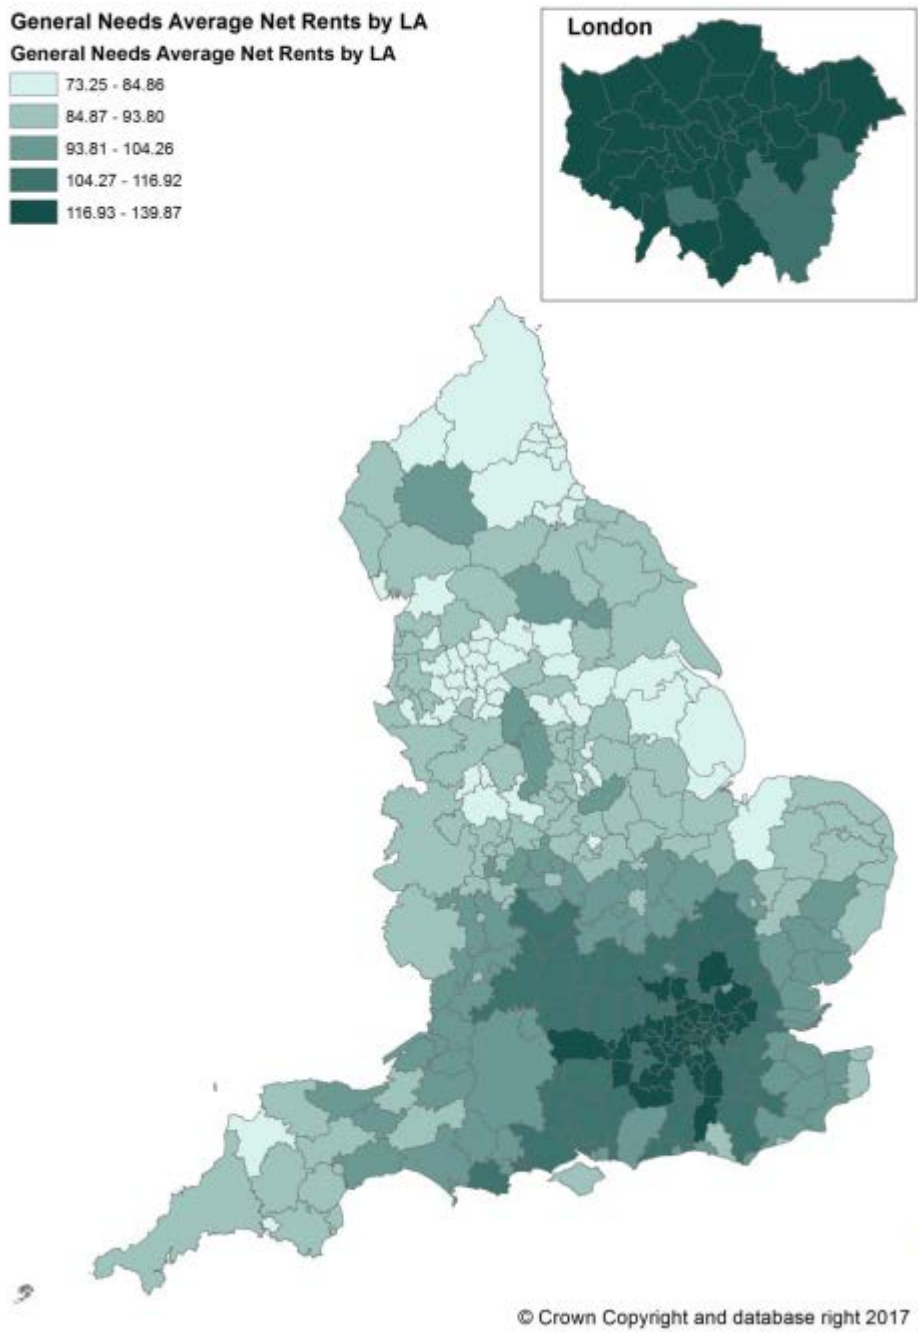 General Needs Average Net Rents by LA
General Needs Average Net Rents by LA
73.25 - 84.86
84.87 - 93.80
93.81 - 104.26
104.27 - 116.92
116.93 - 139.87
London
© Crown Copyright and database right 2017